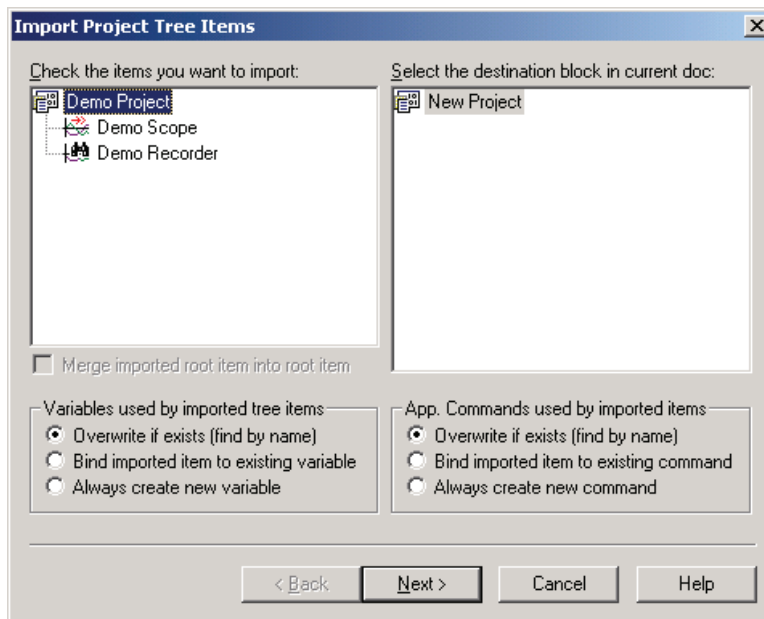 Import Project Tree Items
Check the items you want to import:
Demo Project
Demo Scope
Demo Recorder
Merge imported root item into root item
Select the destination block in current doc:
New Project
Variables used by imported tree items
Overwrite if exists (find by name)
Bind imported item to existing variable
Always create new variable
App. Commands used by imported items
Overwrite if exists (find by name)
Bind imported item to existing command
Always create new command
< Back
Next >
Cancel
Help